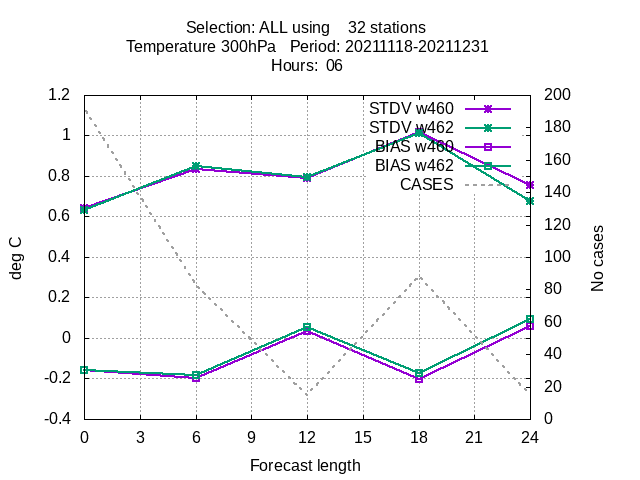 Selection: ALL using    32 stations
Temperature 300hPa   Period: 20211118-20211231
Hours:  06
STDV w460
STDV w462
BIAS w460
BIAS w462
CASES
1.2
1
0.8
0.6
0.4
0.2
0
-0.2
-0.4
deg C
200
180
160
140
120
100
80
60
40
20
0
No cases
0 3 6 9 12 15 18 21 24
Forecast length